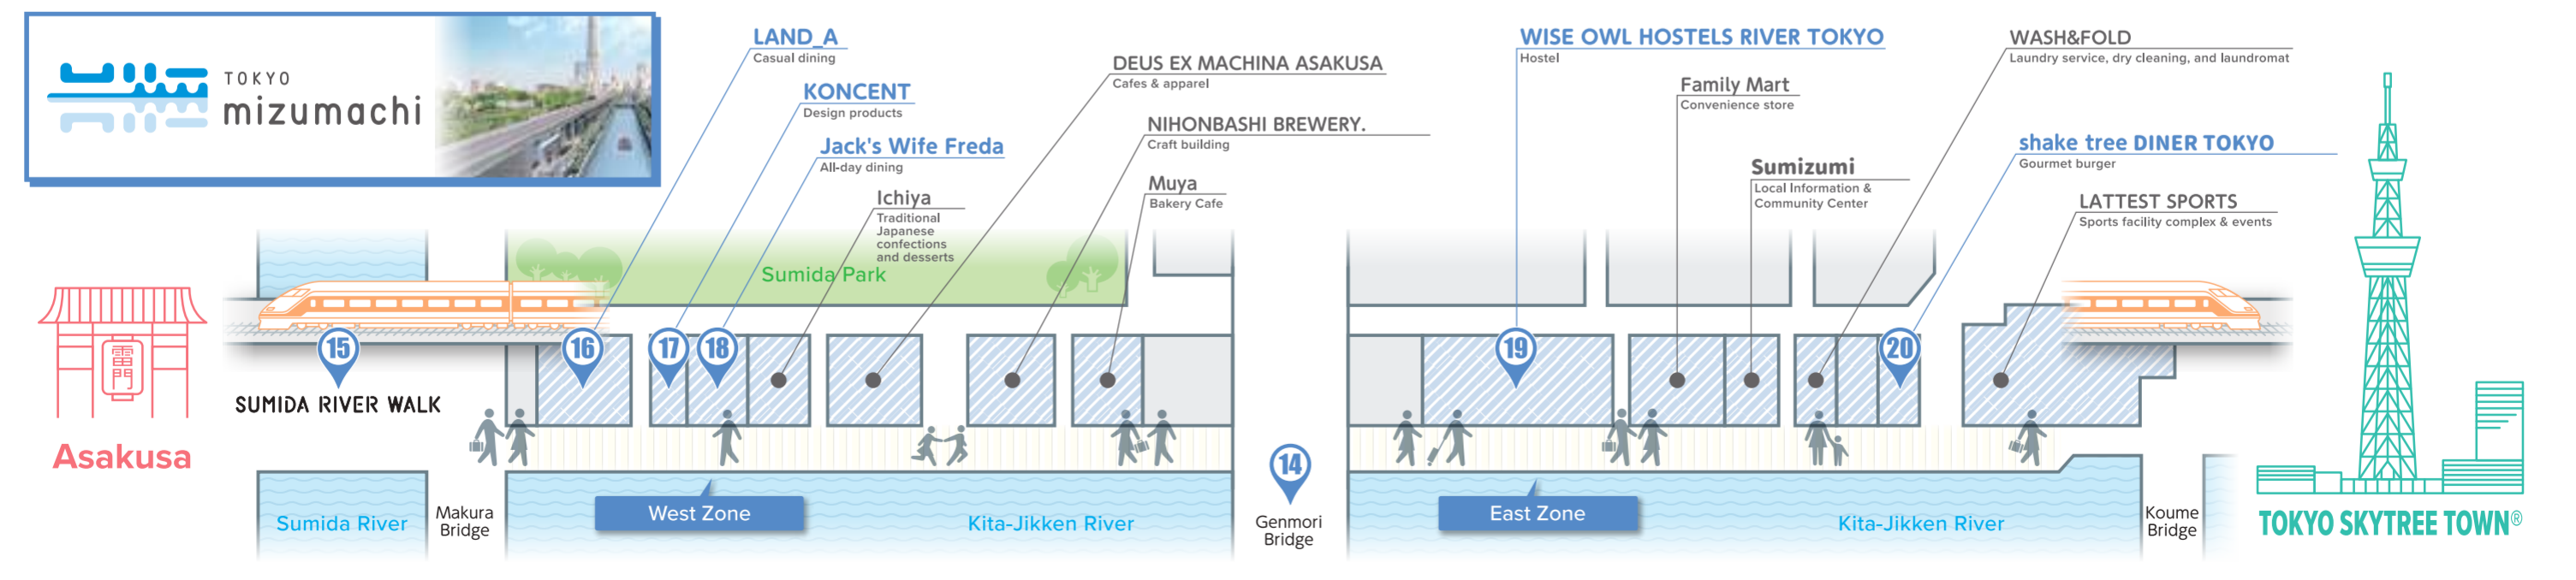 TOKYO
mizumachi
LAND_A
Casual dining
KONCENT
Design products
Jack's Wife Freda
All-day dining
Ichiya
Traditional
Japanese
confections
and desserts
DEUS EX MACHINA ASAKUSA
Cafes & apparel
NIHONBASHI BREWERY.
Craft building
Muya
Bakery Cafe
WISE OWL HOSTELS RIVER TOKYO
Hostel
Family Mart
Convenience store
Sumizumi
Local Information &
Community Center
WASH&FOLD
Laundry service, dry cleaning, and laundromat
shake tree DINER TOKYO
Gourmet burger
LATTEST SPORTS
Sports facility complex & events
Sumida Park
雷門
Asakusa
15
SUMIDA RIVER WALK
16
17
18
19
20
14
Sumida River
Makura
Bridge
West Zone
Kita-Jikken River
Genmori
Bridge
East Zone
Kita-Jikken River
Koume
Bridge
TOKYO SKYTREE TOWN®